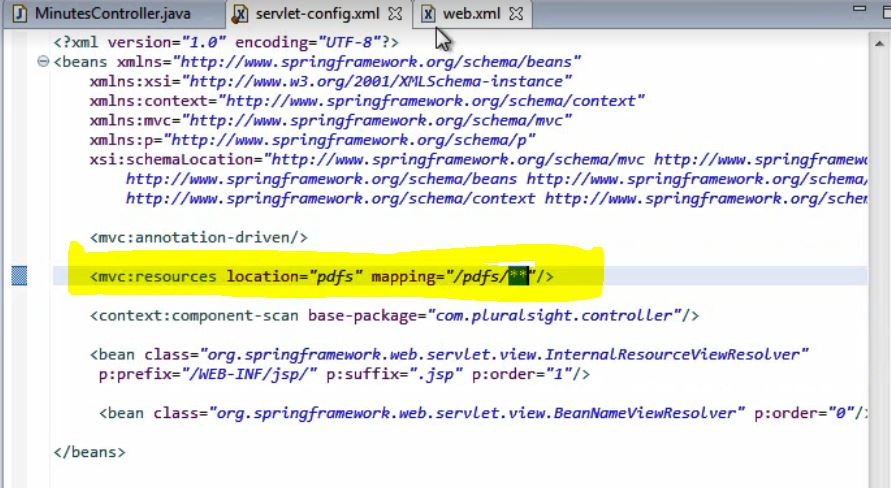 MinutesController.java servlet-config.xml web.xml
<?xml version="1.0" encoding="UTF-8"?>
<beans xmlns="http://www.springframework.org/schema/beans"
xmlns:xsi="http://www.w3.org/2001/XMLSchema-instance"
xmlns:context="http://www.springframework.org/schema/context"
xmlns:mvc="http://www.springframework.org/schema/mvc"
xmlns:p="http://www.springframework.org/schema/p"
xsi:schemaLocation="http://www.springframework.org/schema/mvc http://www.springframew
http://www.springframework.org/schema/beans http://www.springframework.org/schema/
http://www.springframework.org/schema/context http://www.springframework.org/schem
<mvc:annotation-driven/>
<mvc:resources location="pdfs" mapping="/pdfs/**"/>
<context:component-scan base-package="com.pluralsight.controller"/>
<bean class="org.springframework.web.servlet.view.InternalResourceViewResolver"
p:prefix="/WEB-INF/jsp/" p:suffix=".jsp" p:order="1"/>
<bean class="org.springframework.web.servlet.view.BeanNameViewResolver" p:order="0"/>
</beans>